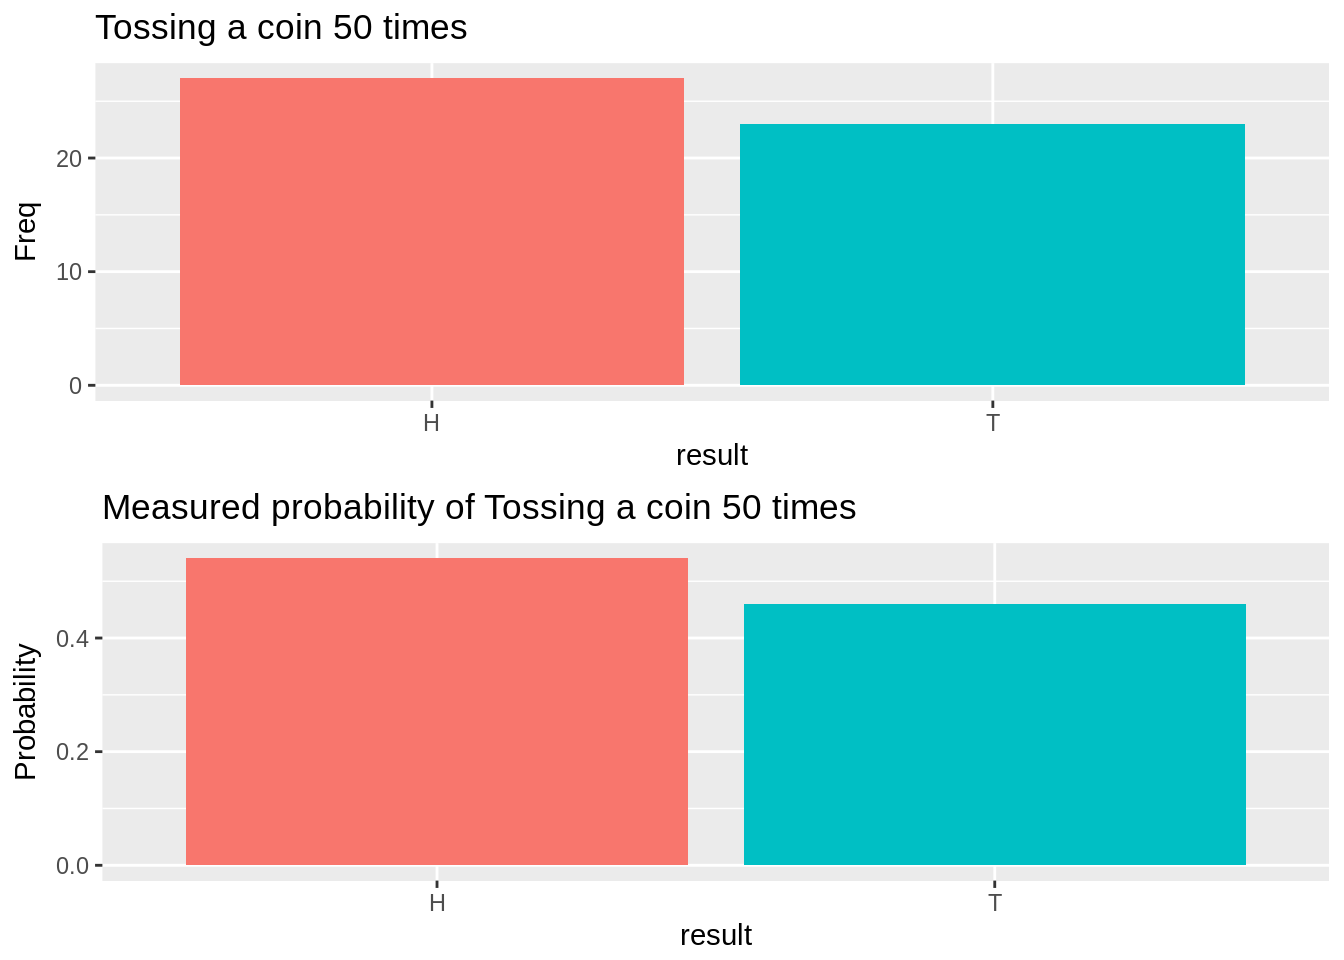 Tossing a coin 50 times
20
10
0
Freq
H T
result
Measured probability of Tossing a coin 50 times
0.4
0.2
0.0
Probability
H T
result